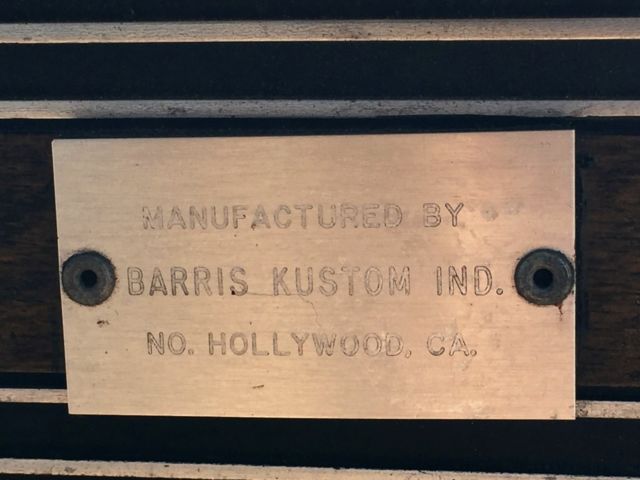 MANUFACTURED BY
BARRIS KUSTOM IND.
NO. HOLLYWOOD, CA.